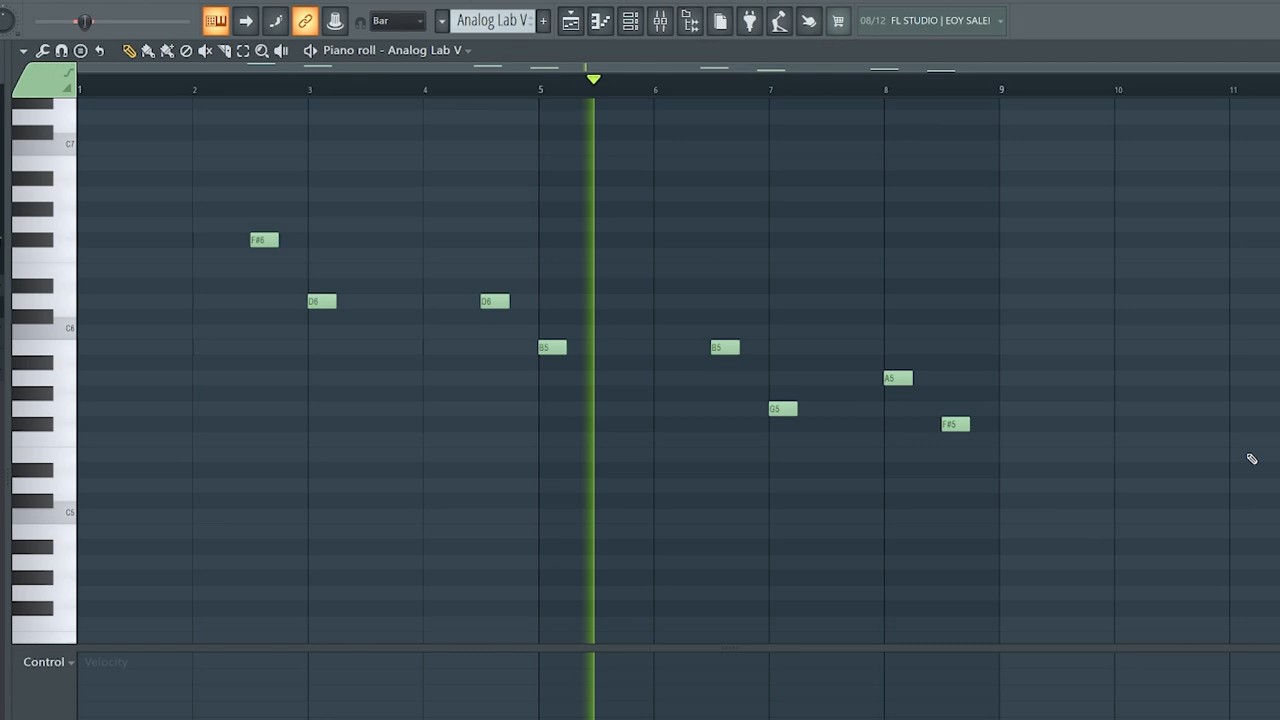 Bar
Analog Lab V
08/12 FL STUDIO | EOY SALE!
Piano roll - Analog Lab V
1 2 3 4 5 6 7 8 9 10 11
C7
F#6
D6 D6
C6
B5 B5
A5
G5
F#5
C5
Control Velocity